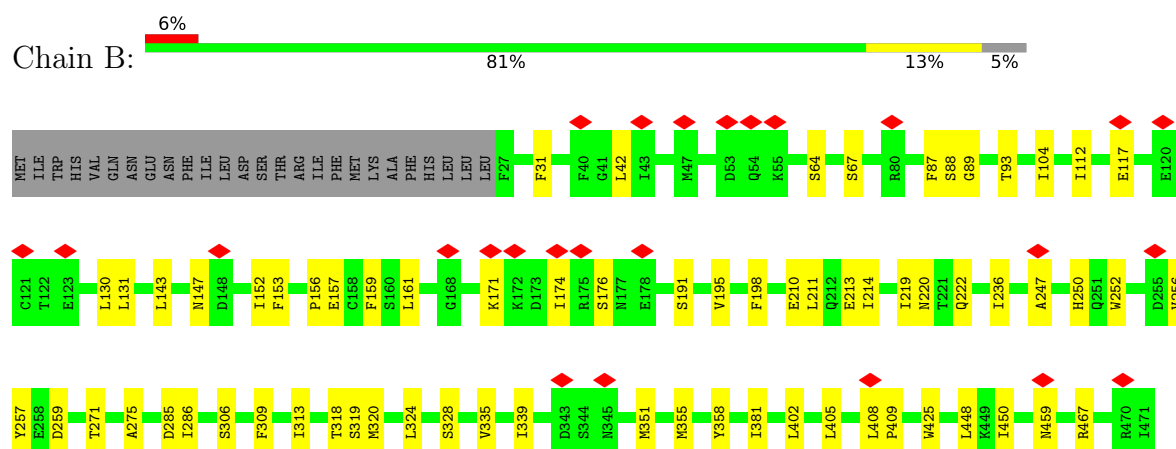 6%
Chain B:
81% 13% 5%
MET ILE TRP HIS VAL GLN ASN GLU ASN PHE ILE LEU ASP SER THR ARG ILE PHE MET LYS ALA PHE HIS LEU LEU LEU F27 F31 F40 G41 L42 I43 M47 D53 Q54 K55 S64 S67 R80 F87 S88 G89 T93 I104 I112 E117 E120
C121 T122 E123 L130 L131 L143 N147 D148 I152 F153 P156 E157 C158 F159 S160 L161 G168 K171 K172 D173 I174 R175 S176 N177 E178 S191 V195 F198 E210 L211 Q212 E213 I214 I219 N220 T221 Q222 I236 A247 H250 Q251 W252 D255
Y257 E258 D259 T271 A275 D285 I286 S306 F309 I313 T318 S319 M320 L324 S328 V335 I339 D343 S344 N345 M351 M355 Y358 I381 L402 L405 L408 P409 W425 L448 K449 I450 N459 R467 R470 I471